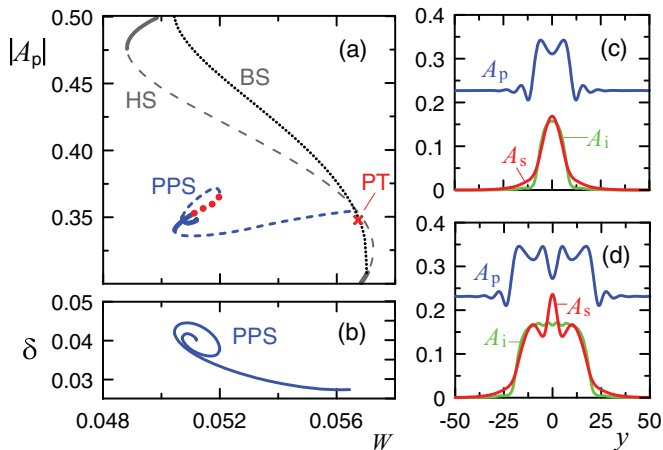 0.50
|Aₚ|
0.45
0.40
0.35
(a)
BS
HS
PPS
PT
0.05
δ
0.04
0.03
(b)
PPS
0.048
0.052
0.056
W
0.4
0.3
0.2
0.1
0
(c)
Aₚ
Aₛ
Aᵢ
0.4
0.3
0.2
0.1
0
(d)
Aₚ
Aₛ
Aᵢ
-50
-25
0
25
50
y